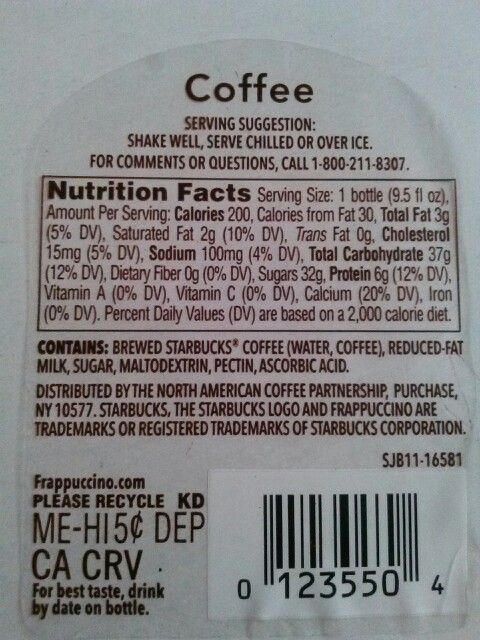 Coffee
SERVING SUGGESTION:
SHAKE WELL, SERVE CHILLED OR OVER ICE.
FOR COMMENTS OR QUESTIONS, CALL 1-800-211-8307.
Nutrition Facts Serving Size: 1 bottle (9.5 fl oz),
Amount Per Serving: Calories 200, Calories from Fat 30, Total Fat 3g
(5% DV), Saturated Fat 2g (10% DV), Trans Fat 0g, Cholesterol
15mg (5% DV), Sodium 100mg (4% DV), Total Carbohydrate 37g
(12% DV), Dietary Fiber 0g (0% DV), Sugars 32g, Protein 6g (12% DV),
Vitamin A (0% DV), Vitamin C (0% DV), Calcium (20% DV), Iron
(0% DV). Percent Daily Values (DV) are based on a 2,000 calorie diet.
CONTAINS: BREWED STARBUCKS® COFFEE (WATER, COFFEE), REDUCED-FAT
MILK, SUGAR, MALTODEXTRIN, PECTIN, ASCORBIC ACID.
DISTRIBUTED BY THE NORTH AMERICAN COFFEE PARTNERSHIP, PURCHASE,
NY 10577. STARBUCKS, THE STARBUCKS LOGO AND FRAPPUCCINO ARE
TRADEMARKS OR REGISTERED TRADEMARKS OF STARBUCKS CORPORATION.
SJB11-16581
Frappuccino.com
PLEASE RECYCLE KD
ME-HI 5¢ DEP
CA CRV
For best taste, drink
by date on bottle.
0 123550 4